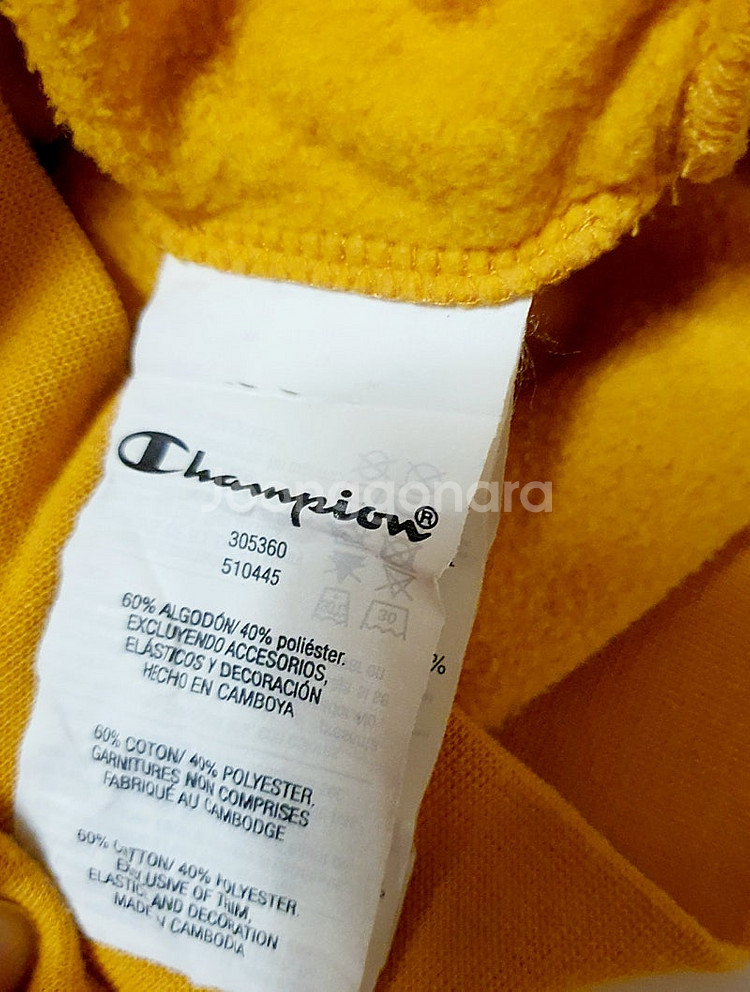 Champion®
Joonggonara
305360
510445
60% ALGODÓN/ 40% poliéster.
EXCLUYENDO ACCESORIOS,
ELÁSTICOS Y DECORACIÓN
HECHO EN CAMBOYA
%
60% COTON/ 40% POLYESTER.
GARNITURES NON COMPRISES
FABRIQUÉ AU CAMBODGE
60% COTTON/ 40% POLYESTER.
EXCLUSIVE OF TRIM,
ELASTIC AND DECORATION
MADE IN CAMBODIA